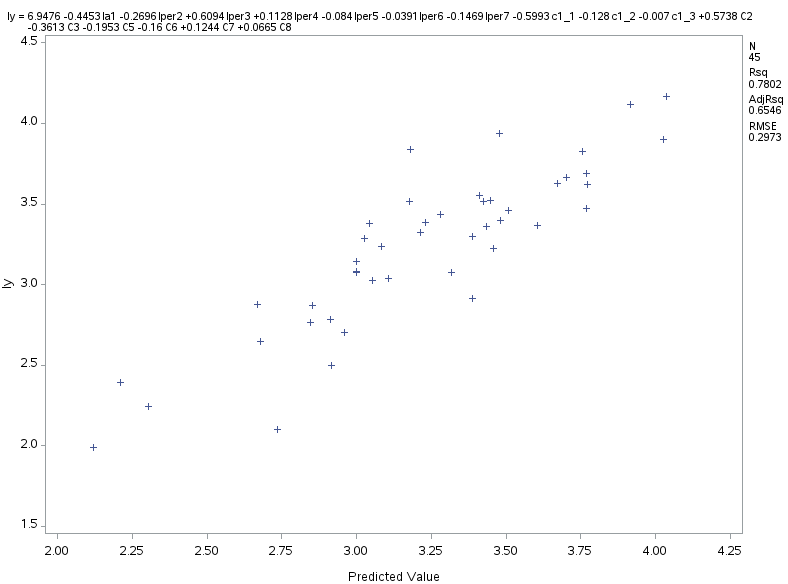 ly = 6.9476 -0.4453 la1 -0.2696 lper2 +0.6094 lper3 +0.1128 lper4 -0.084 lper5 -0.0391 lper6 -0.1469 lper7 -0.5993 c1_1 -0.128 c1_2 -0.007 c1_3 +0.5738 C2
-0.3613 C3 -0.1953 C5 -0.16 C6 +0.1244 C7 +0.0665 C8
N
45
Rsq
0.7802
AdjRsq
0.6546
RMSE
0.2973
4.5
4.0
3.5
3.0
2.5
2.0
1.5
ly
2.00 2.25 2.50 2.75 3.00 3.25 3.50 3.75 4.00 4.25
Predicted Value